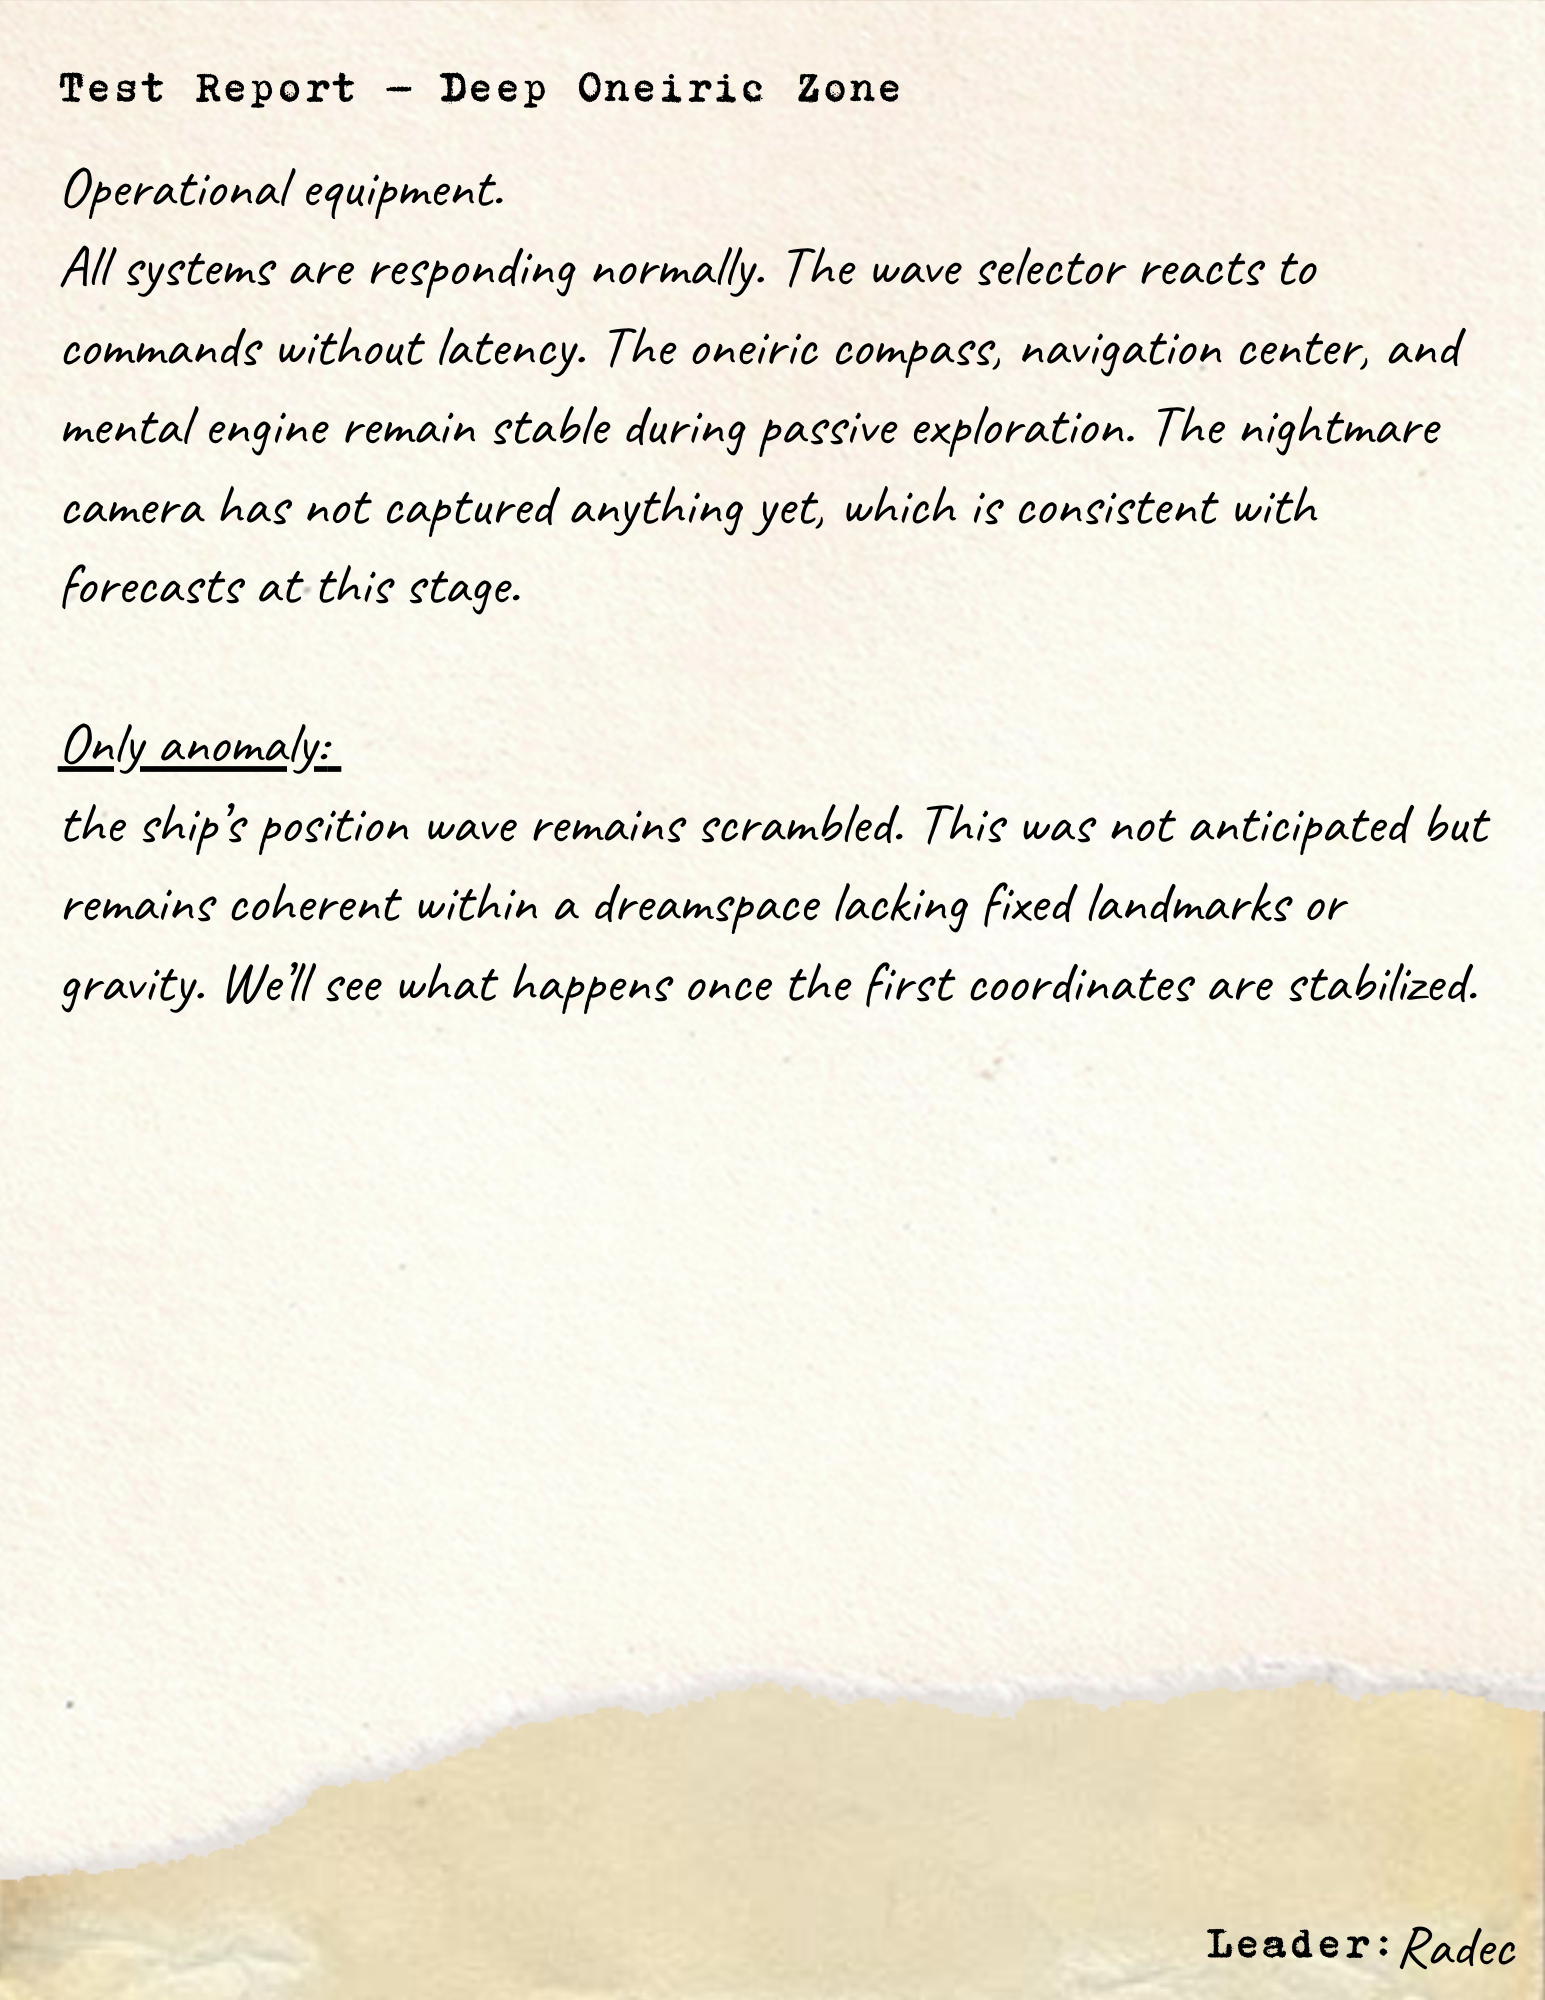 Test Report – Deep Oneiric Zone
Operational equipment.
All systems are responding normally. The wave selector reacts to
commands without latency. The oneiric compass, navigation center, and
mental engine remain stable during passive exploration. The nightmare
camera has not captured anything yet, which is consistent with
forecasts at this stage.
Only anomaly:
the ship’s position wave remains scrambled. This was not anticipated but
remains coherent within a dreamspace lacking fixed landmarks or
gravity. We’ll see what happens once the first coordinates are stabilized.
Leader: Radec